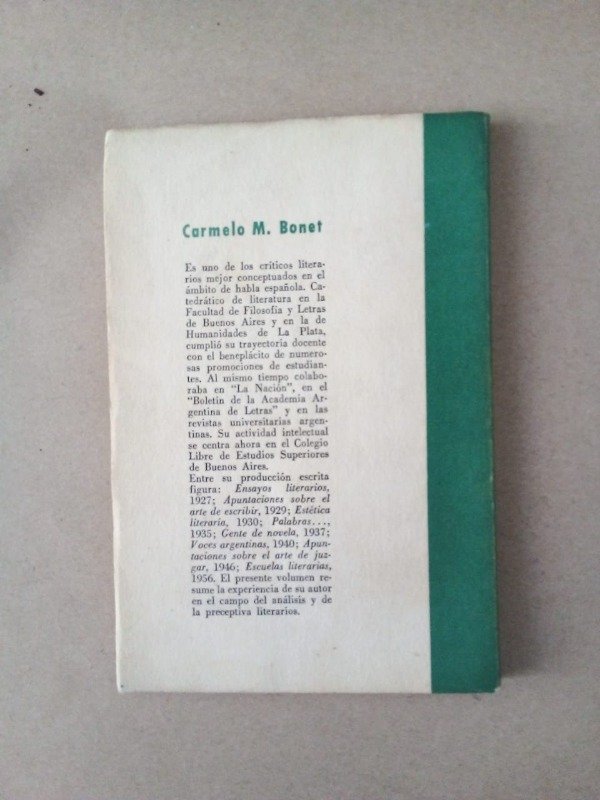 Carmelo M. Bonet
Es uno de los críticos litera-
rios mejor conceptuados en el
ámbito de habla española. Ca-
tedrático de literatura en la
Facultad de Filosofía y Letras
de Buenos Aires y en la de
Humanidades de La Plata,
cumplió su trayectoria docente
con el beneplácito de numero-
sas promociones de estudian-
tes. Al mismo tiempo colabo-
raba en "La Nación", en el
"Boletín de la Academia Ar-
gentina de Letras" y en las
revistas universitarias argen-
tinas. Su actividad intelectual
se centra ahora en el Colegio
Libre de Estudios Superiores
de Buenos Aires.
Entre su producción escrita
figura: Ensayos literarios,
1927; Apuntaciones sobre el
arte de escribir, 1929; Estética
literaria, 1930; Palabras...,
1935; Gente de novela, 1937;
Voces argentinas, 1940; Apun-
taciones sobre el arte de juz-
gar, 1946; Escuelas literarias,
1956. El presente volumen re-
sume la experiencia de su autor
en el campo del análisis y de
la preceptiva literarios.